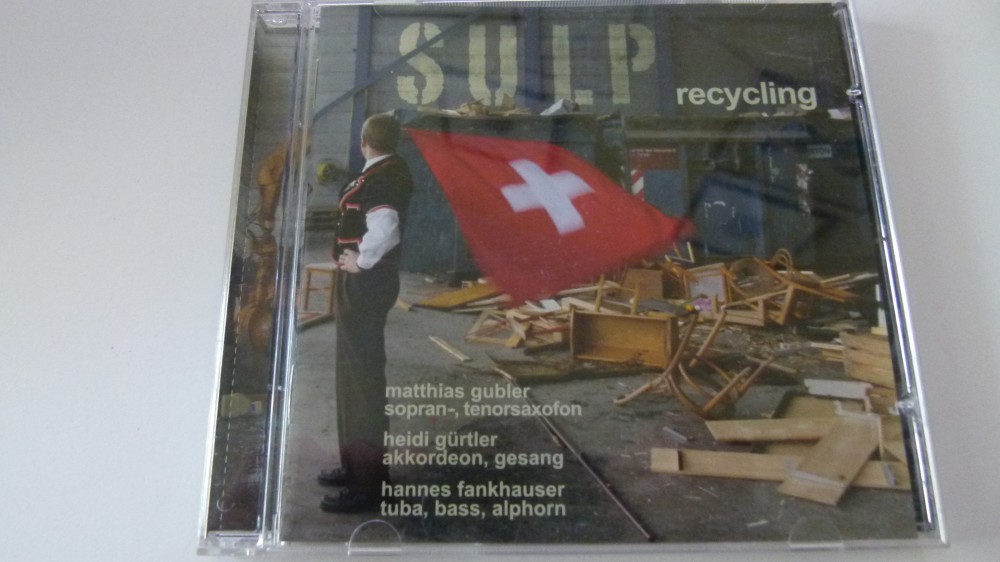 SULP
recycling
matthias gubler
sopran-, tenorsaxofon
heidi gürtler
akkordeon, gesang
hannes fankhauser
tuba, bass, alphorn